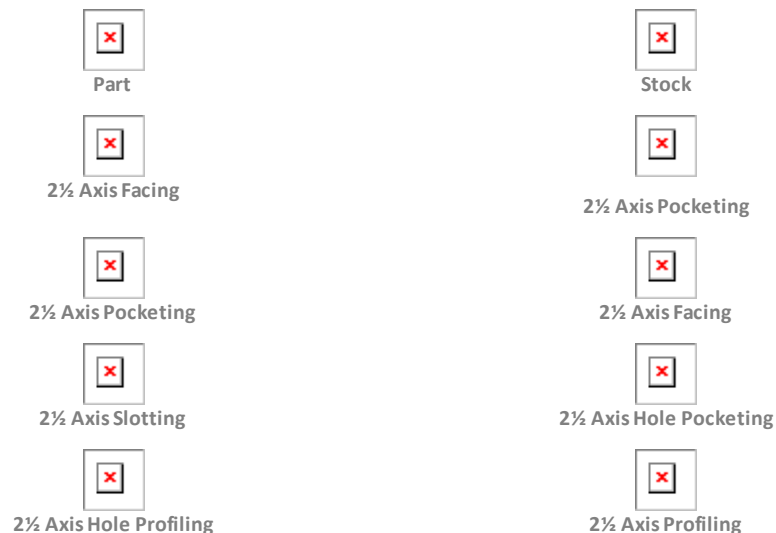 Part
Stock
2½ Axis Facing
2½ Axis Pocketing
2½ Axis Pocketing
2½ Axis Facing
2½ Axis Slotting
2½ Axis Hole Pocketing
2½ Axis Hole Profiling
2½ Axis Profiling